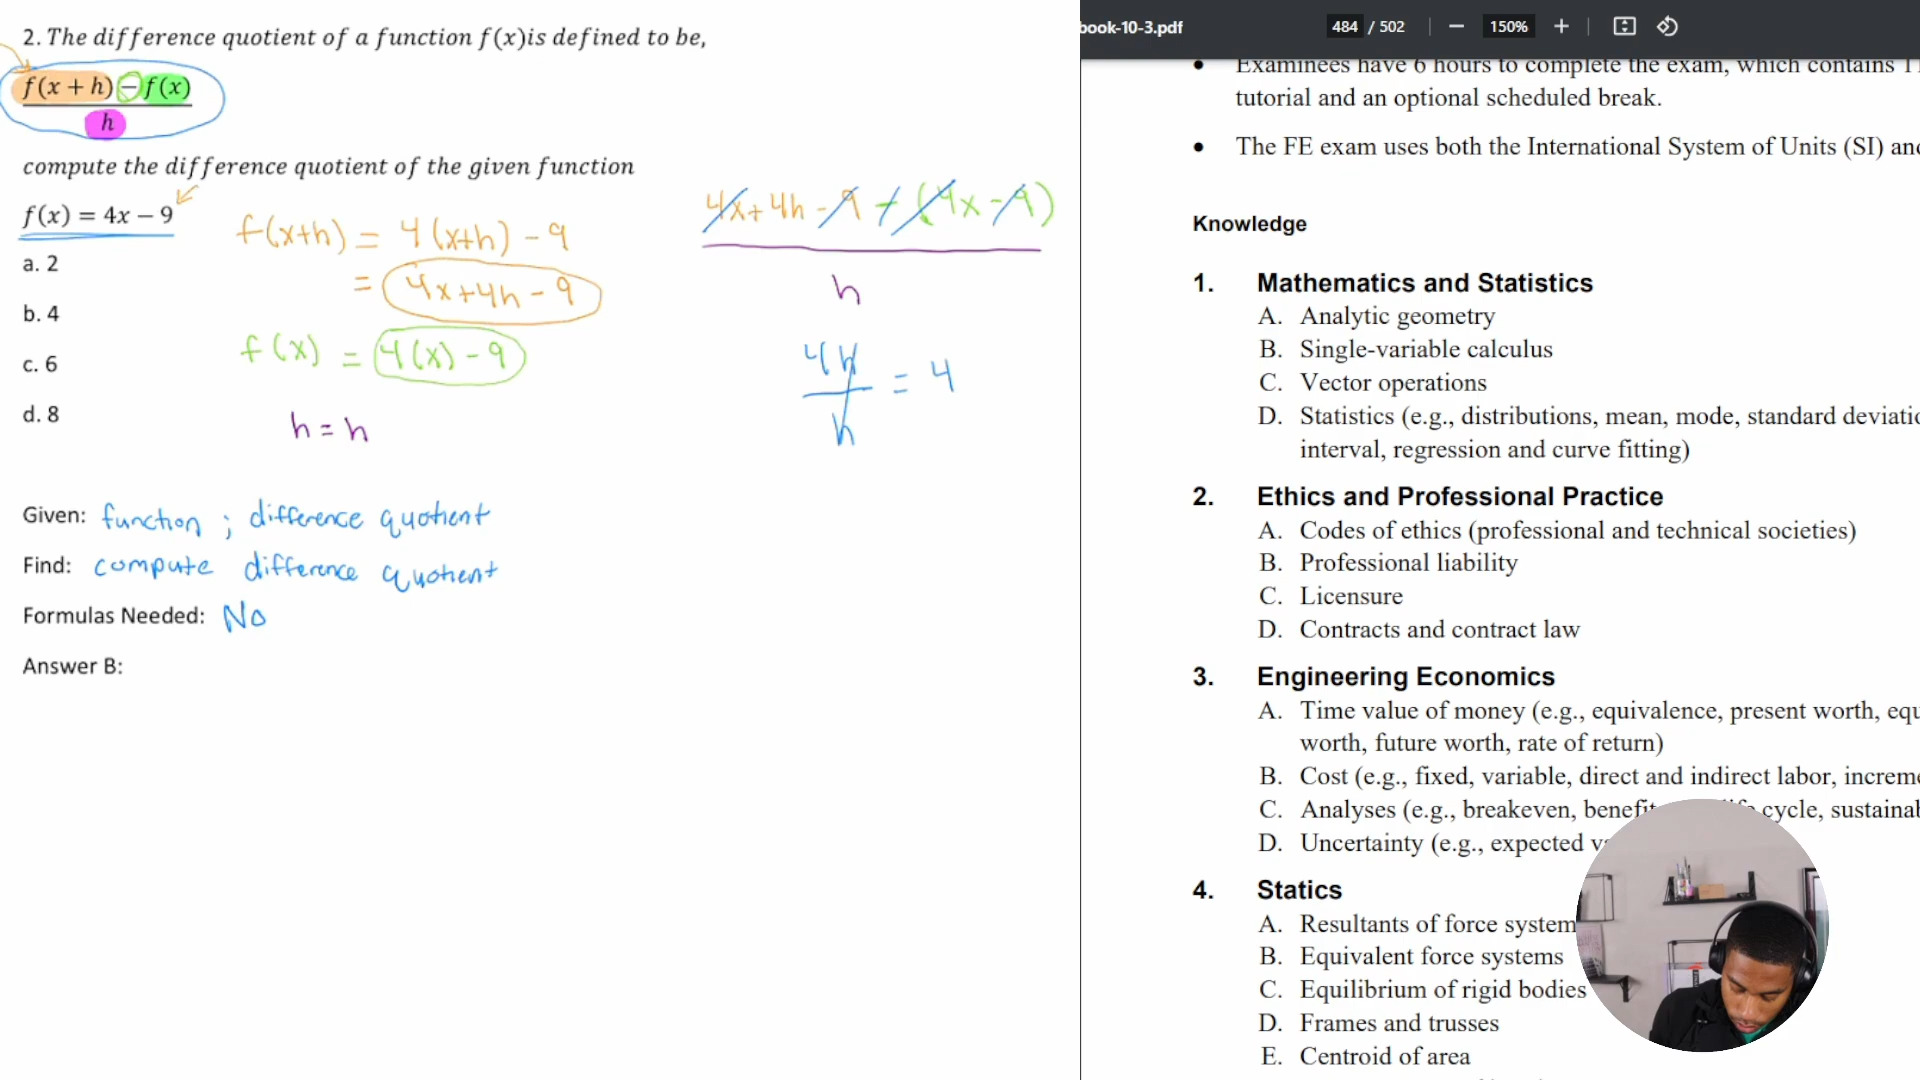 2. The difference quotient of a function f(x)is defined to be,
f(x + h) − f(x)
h
compute the difference quotient of the given function
f(x) = 4x − 9
a. 2
b. 4
c. 6
d. 8
f(x+h) = 4(x+h) - 9
= 4x+4h - 9
f(x) = 4(x) - 9
h = h
4x+4h - 9 - (4x - 9)
h
4h
h
= 4
Given: function ; difference quotient
Find: compute difference quotient
Formulas Needed: No
Answer B:
book-10-3.pdf
484 / 502
150%
• Examinees have 6 hours to complete the exam, which contains
tutorial and an optional scheduled break.
• The FE exam uses both the International System of Units (SI)
Knowledge
1. Mathematics and Statistics
A. Analytic geometry
B. Single-variable calculus
C. Vector operations
D. Statistics (e.g., distributions, mean, mode, standard
interval, regression and curve fitting)
2. Ethics and Professional Practice
A. Codes of ethics (professional and technical societies)
B. Professional liability
C. Licensure
D. Contracts and contract law
3. Engineering Economics
A. Time value of money (e.g., equivalence, present worth,
worth, future worth, rate of return)
B. Cost (e.g., fixed, variable, direct and indirect labor,
C. Analyses (e.g., breakeven, cycle,
D. Uncertainty (e.g., expected
4. Statics
A. Resultants of force system
B. Equivalent force systems
C. Equilibrium of rigid bodies
D. Frames and trusses
E. Centroid of area